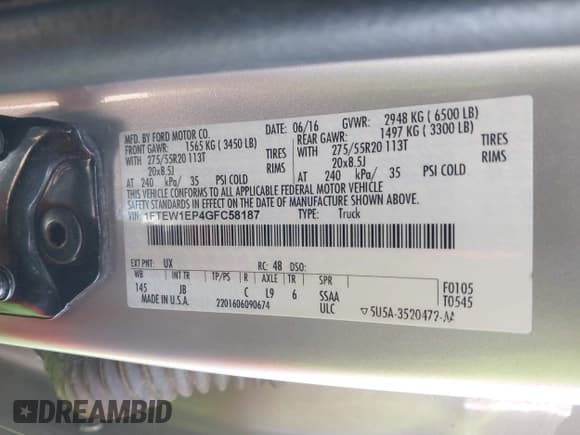 MFD. BY FORD MOTOR CO. DATE: 06/16 GVWR: 2948 KG ( 6500 LB)
FRONT GAWR: 1565 KG ( 3450 LB) REAR GAWR: 1497 KG ( 3300 LB)
WITH 275/55R20 113T TIRES WITH 275/55R20 113T TIRES
20x8.5J RIMS 20x8.5J RIMS
AT 240 kPa/ 35 PSI COLD AT 240 kPa/ 35 PSI COLD
THIS VEHICLE CONFORMS TO ALL APPLICABLE FEDERAL MOTOR VEHICLE
SAFETY STANDARDS IN EFFECT ON THE DATE OF MANUFACTURE SHOWN ABOVE.
VIN: 1FTEW1EP4GFC58187 TYPE: Truck
EXT PNT: UX RC: 48 DSO:
WB INT TR TP/PS R AXLE TR SPR F0105
145 JB C L9 6 SSAA T0545
MADE IN U.S.A. 2201606090674 ULC ▽5U5A-3520472-AA
DREAMBID